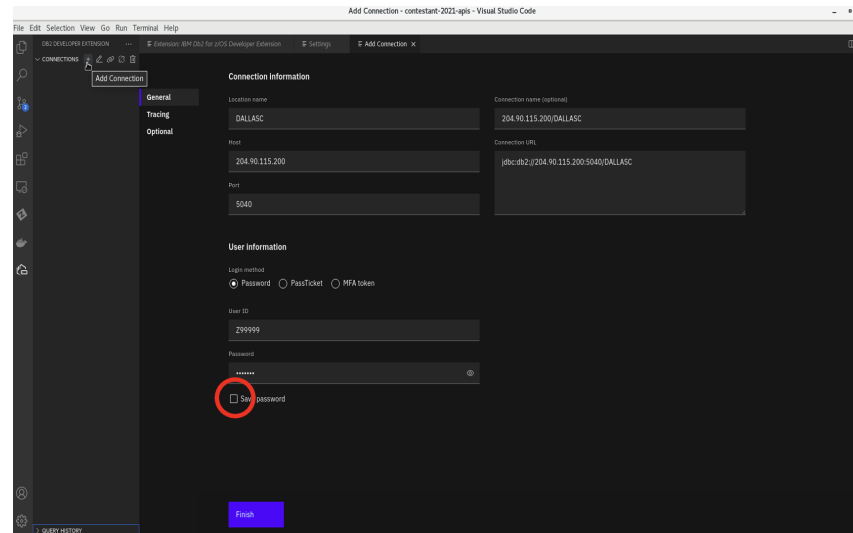 Add Connection - contestant-2021-apis - Visual Studio Code
File Edit Selection View Go Run Terminal Help
DB2 DEVELOPER EXTENSION ...
Extension: IBM Db2 for z/OS Developer Extension
Settings
Add Connection ×
CONNECTIONS
Add Connection
General
Tracing
Optional
Connection information
Location name
DALLASC
Connection name (optional)
204.90.115.200/DALLASC
Host
204.90.115.200
Connection URL
jdbc:db2://204.90.115.200:5040/DALLASC
Port
5040
User information
Login method
Password PassTicket MFA token
User ID
Z99999
Password
•••••••
Save password
Finish
QUERY HISTORY